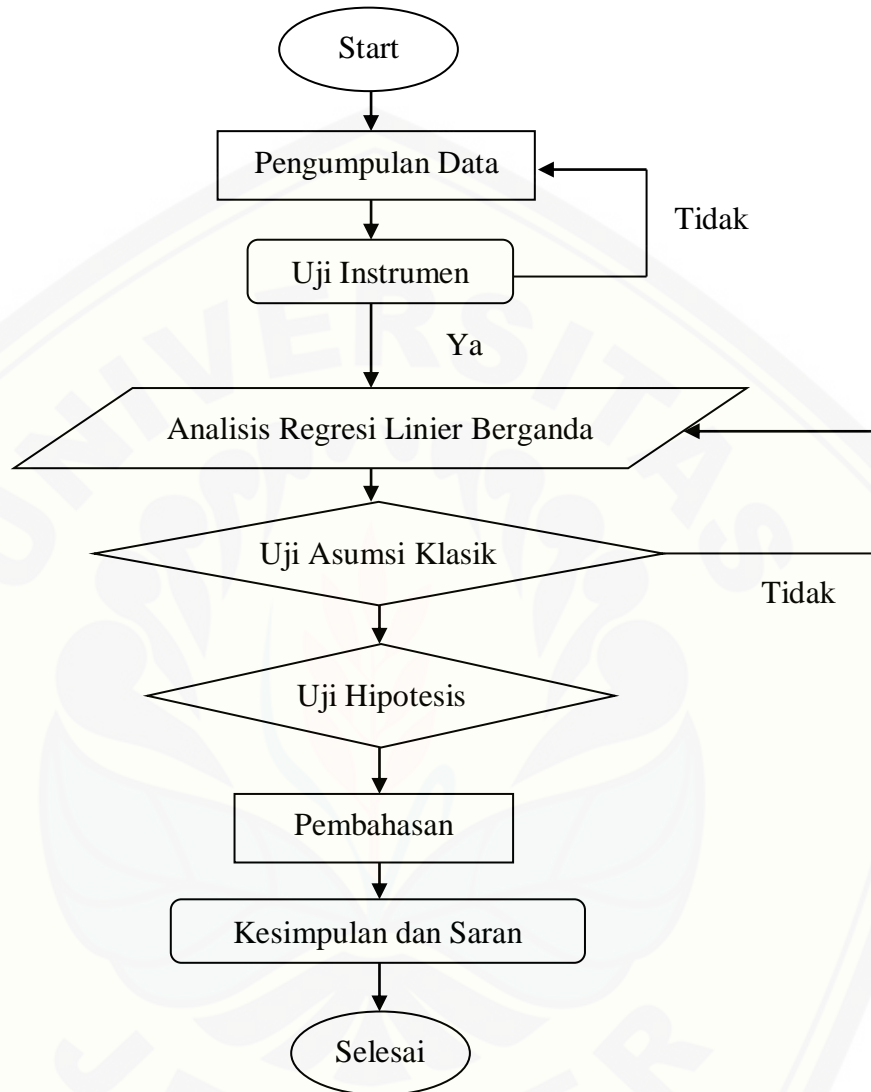 Start
Pengumpulan Data
Tidak
Uji Instrumen
Ya
Analisis Regresi Linier Berganda
Uji Asumsi Klasik
Tidak
Uji Hipotesis
Pembahasan
Kesimpulan dan Saran
Selesai
UNIVERSITAS